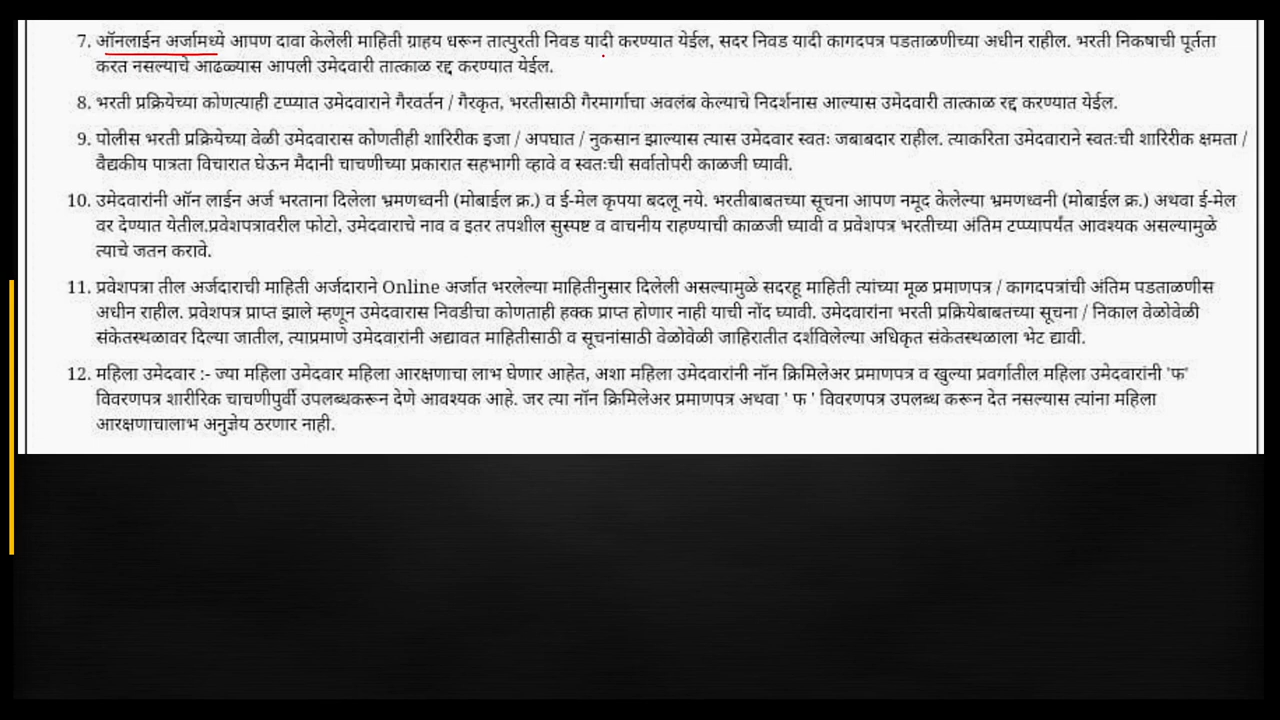 7. ऑनलाईन अर्जामध्ये आपण दावा केलेली माहिती ग्राहय धरून तात्पुरती निवड यादी करण्यात येईल, सदर निवड यादी कागदपत्र पडताळणीच्या अधीन राहील. भरती निकषाची पूर्तता
करत नसल्याचे आढळ्यास आपली उमेदवारी तात्काळ रद्द करण्यात येईल.
8. भरती प्रक्रियेच्या कोणत्याही टप्प्यात उमेदवाराने गैरवर्तन / गैरकृत, भरतीसाठी गैरमार्गाचा अवलंब केल्याचे निदर्शनास आल्यास उमेदवारी तात्काळ रद्द करण्यात येईल.
9. पोलीस भरती प्रक्रियेच्या वेळी उमेदवारास कोणतीही शारिरीक इजा / अपघात / नुकसान झाल्यास त्यास उमेदवार स्वतः जबाबदार राहील. त्याकरिता उमेदवाराने स्वतःची शारिरीक क्षमता /
वैद्यकीय पात्रता विचारात घेऊन मैदानी चाचणीच्या प्रकारात सहभागी व्हावे व स्वतःची सर्वातोपरी काळजी घ्यावी.
10. उमेदवारांनी ऑन लाईन अर्ज भरताना दिलेला भ्रमणध्वनी (मोबाईल क्र.) व ई-मेल कृपया बदलू नये. भरतीबाबतच्या सूचना आपण नमूद केलेल्या भ्रमणध्वनी (मोबाईल क्र.) अथवा ई-मेल
वर देण्यात येतील.प्रवेशपत्रावरील फोटो, उमेदवाराचे नाव व इतर तपशील सुस्पष्ट व वाचनीय राहण्याची काळजी घ्यावी व प्रवेशपत्र भरतीच्या अंतिम टप्प्यापर्यंत आवश्यक असल्यामुळे
त्याचे जतन करावे.
11. प्रवेशपत्रा तील अर्जदाराची माहिती अर्जदाराने Online अर्जात भरलेल्या माहितीनुसार दिलेली असल्यामुळे सदरहू माहिती त्यांच्या मूळ प्रमाणपत्र / कागदपत्रांची अंतिम पडताळणीस
अधीन राहील. प्रवेशपत्र प्राप्त झाले म्हणून उमेदवारास निवडीचा कोणताही हक्क प्राप्त होणार नाही याची नोंद घ्यावी. उमेदवारांना भरती प्रक्रियेबाबतच्या सूचना / निकाल वेळोवेळी
संकेतस्थळावर दिल्या जातील, त्याप्रमाणे उमेदवारांनी अद्यावत माहितीसाठी व सूचनांसाठी वेळोवेळी जाहिरातीत दर्शविलेल्या अधिकृत संकेतस्थळाला भेट द्यावी.
12. महिला उमेदवार :- ज्या महिला उमेदवार महिला आरक्षणाचा लाभ घेणार आहेत, अशा महिला उमेदवारांनी नॉन क्रिमिलेअर प्रमाणपत्र व खुल्या प्रवर्गातील महिला उमेदवारांनी 'फ'
विवरणपत्र शारीरिक चाचणीपुर्वी उपलब्धकरून देणे आवश्यक आहे. जर त्या नॉन क्रिमिलेअर प्रमाणपत्र अथवा ' फ ' विवरणपत्र उपलब्ध करून देत नसल्यास त्यांना महिला
आरक्षणाचालाभ अनुज्ञेय ठरणार नाही.